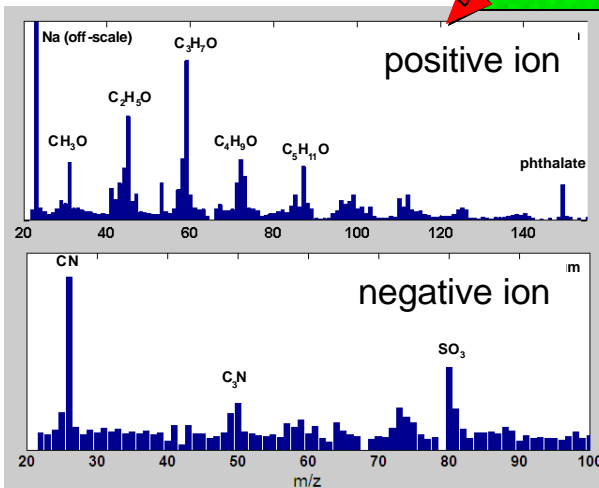 Na (off-scale)
C₃H₇O
positive ion
C₂H₅O
CH₃O
C₄H₉O
C₅H₁₁O
phthalate
20 40 60 80 100 120 140
CN
negative ion
SO₃
C₃N
20 30 40 50 60 70 80 90 100
m/z